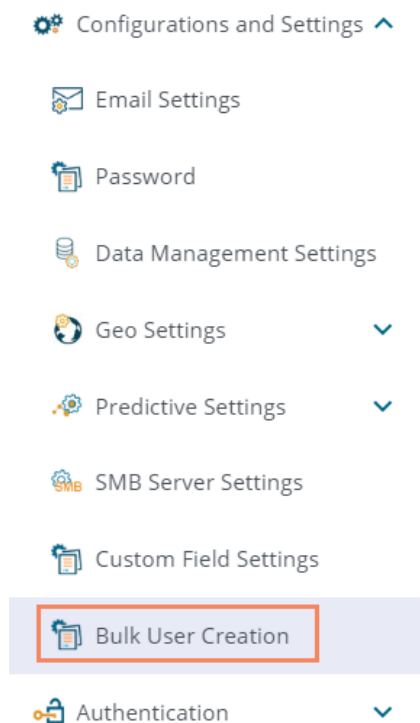 Configurations and Settings
Email Settings
Password
Data Management Settings
Geo Settings
Predictive Settings
SMB SMB Server Settings
Custom Field Settings
Bulk User Creation
Authentication